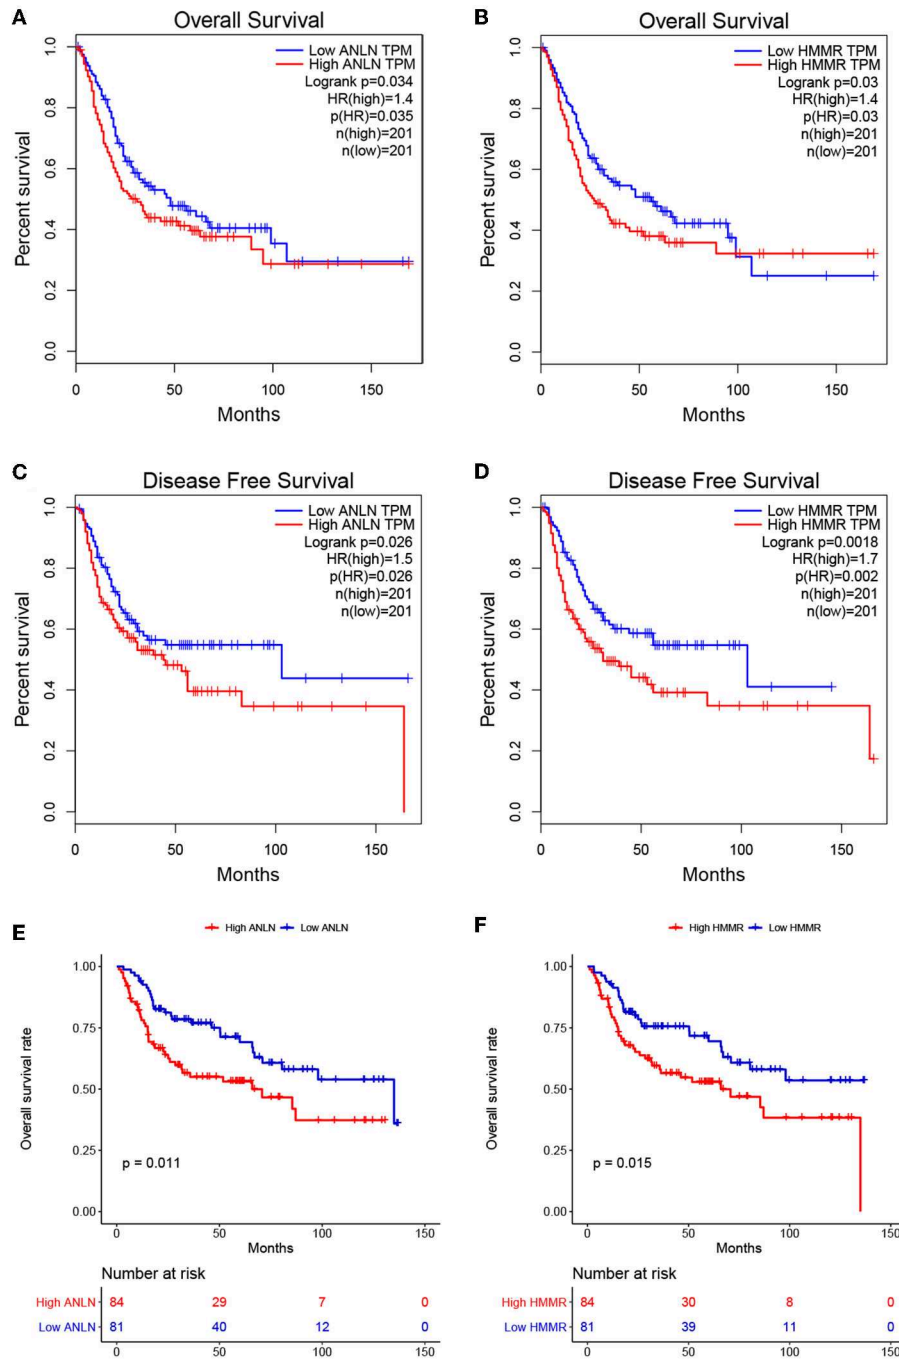 A
Overall Survival
Low ANLN TPM
High ANLN TPM
Logrank p=0.034
HR(high)=1.4
p(HR)=0.035
n(high)=201
n(low)=201
Percent survival
1.0
0.8
0.6
0.4
0.2
0.0
0 50 100 150
Months
B
Overall Survival
Low HMMR TPM
High HMMR TPM
Logrank p=0.03
HR(high)=1.4
p(HR)=0.03
n(high)=201
n(low)=201
Percent survival
1.0
0.8
0.6
0.4
0.2
0.0
0 50 100 150
Months
C
Disease Free Survival
Low ANLN TPM
High ANLN TPM
Logrank p=0.026
HR(high)=1.5
p(HR)=0.026
n(high)=201
n(low)=201
Percent survival
1.0
0.8
0.6
0.4
0.2
0.0
0 50 100 150
Months
D
Disease Free Survival
Low HMMR TPM
High HMMR TPM
Logrank p=0.0018
HR(high)=1.7
p(HR)=0.002
n(high)=201
n(low)=201
Percent survival
1.0
0.8
0.6
0.4
0.2
0.0
0 50 100 150
Months
E
High ANLN Low ANLN
Overall survival rate
1.00
0.75
0.50
0.25
0.00
p = 0.011
0 50 100 150
Months
Number at risk
High ANLN 84 29 7 0
Low ANLN 81 40 12 0
0 50 100 150
F
High HMMR Low HMMR
Overall survival rate
1.00
0.75
0.50
0.25
0.00
p = 0.015
0 50 100 150
Months
Number at risk
High HMMR 84 30 8 0
Low HMMR 81 39 11 0
0 50 100 150